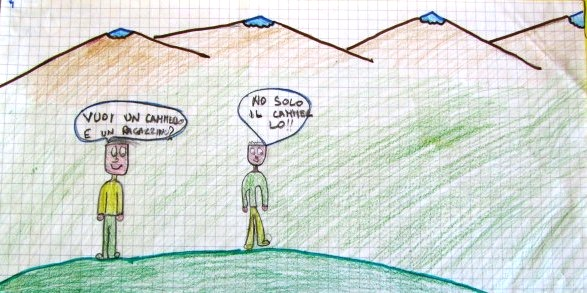 VUOI UN CAMMELLO
E UN RAGAZZINO?
NO SOLO
IL CAMMEL
LO!!